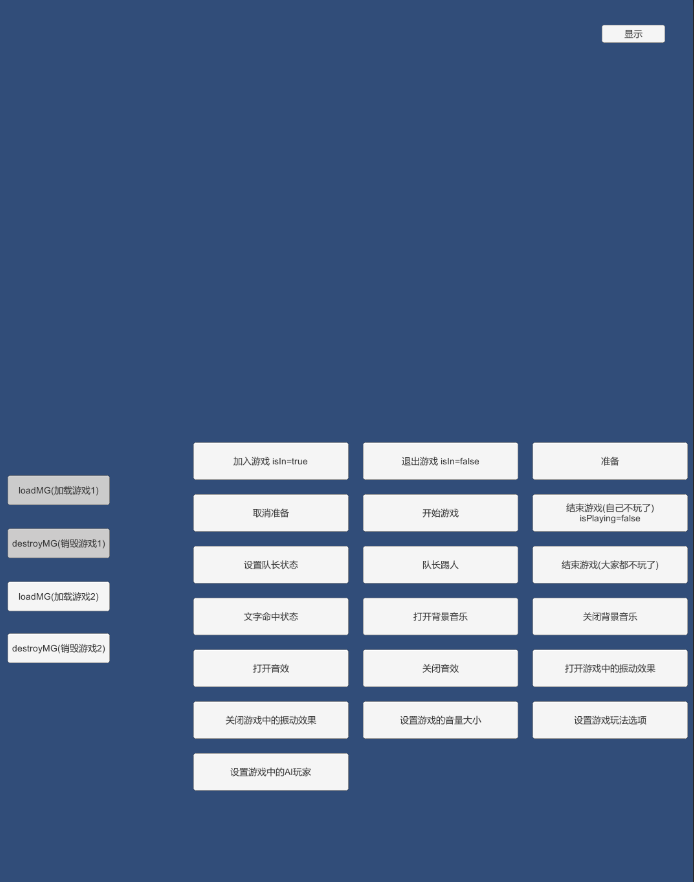 显示
加入游戏 isIn=true
退出游戏 isIn=false
准备
loadMG(加载游戏1)
取消准备
开始游戏
结束游戏(自己不玩了)
isPlaying=false
destroyMG(销毁游戏1)
设置队长状态
队长踢人
结束游戏(大家都不玩了)
loadMG(加载游戏2)
文字命中状态
打开背景音乐
关闭背景音乐
destroyMG(销毁游戏2)
打开音效
关闭音效
打开游戏中的振动效果
关闭游戏中的振动效果
设置游戏的音量大小
设置游戏玩法选项
设置游戏中的AI玩家